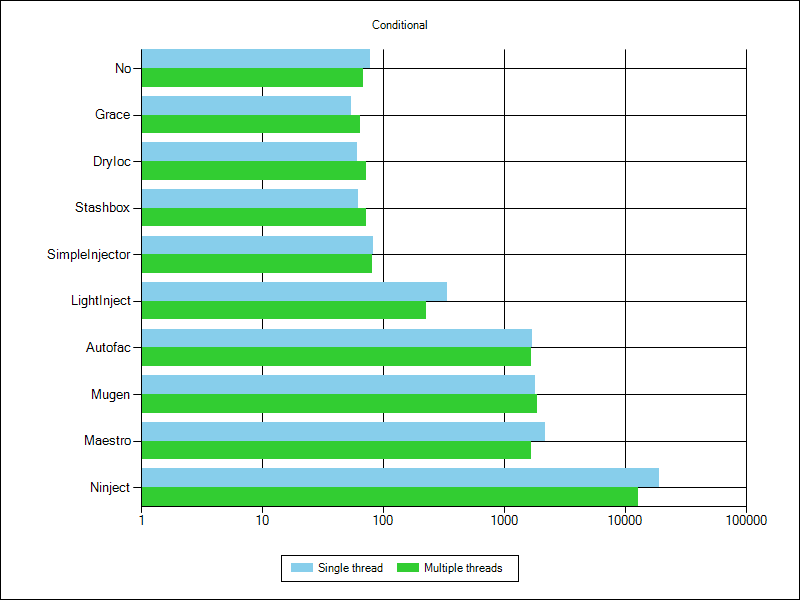 Conditional
No
Grace
DryIoc
Stashbox
SimpleInjector
LightInject
Autofac
Mugen
Maestro
Ninject
1 10 100 1000 10000 100000
Single thread Multiple threads